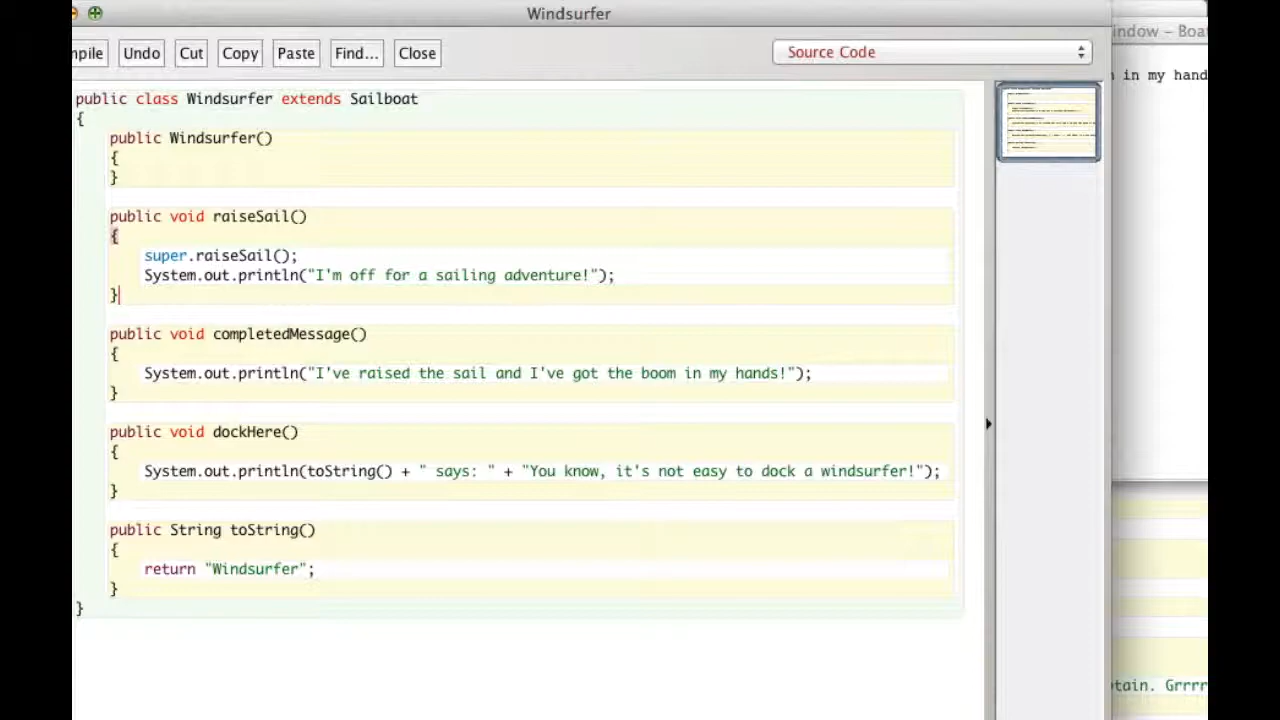 Windsurfer
indow – Boa
mpile Undo Cut Copy Paste Find... Close Source Code
in my hand
public class Windsurfer extends Sailboat
{
public Windsurfer()
{
}
public void raiseSail()
{
super.raiseSail();
System.out.println("I'm off for a sailing adventure!");
}
public void completedMessage()
{
System.out.println("I've raised the sail and I've got the boom in my hands!");
}
public void dockHere()
{
System.out.println(toString() + " says: " + "You know, it's not easy to dock a windsurfer!");
}
public String toString()
{
return "Windsurfer";
}
}
tain. Grrrr